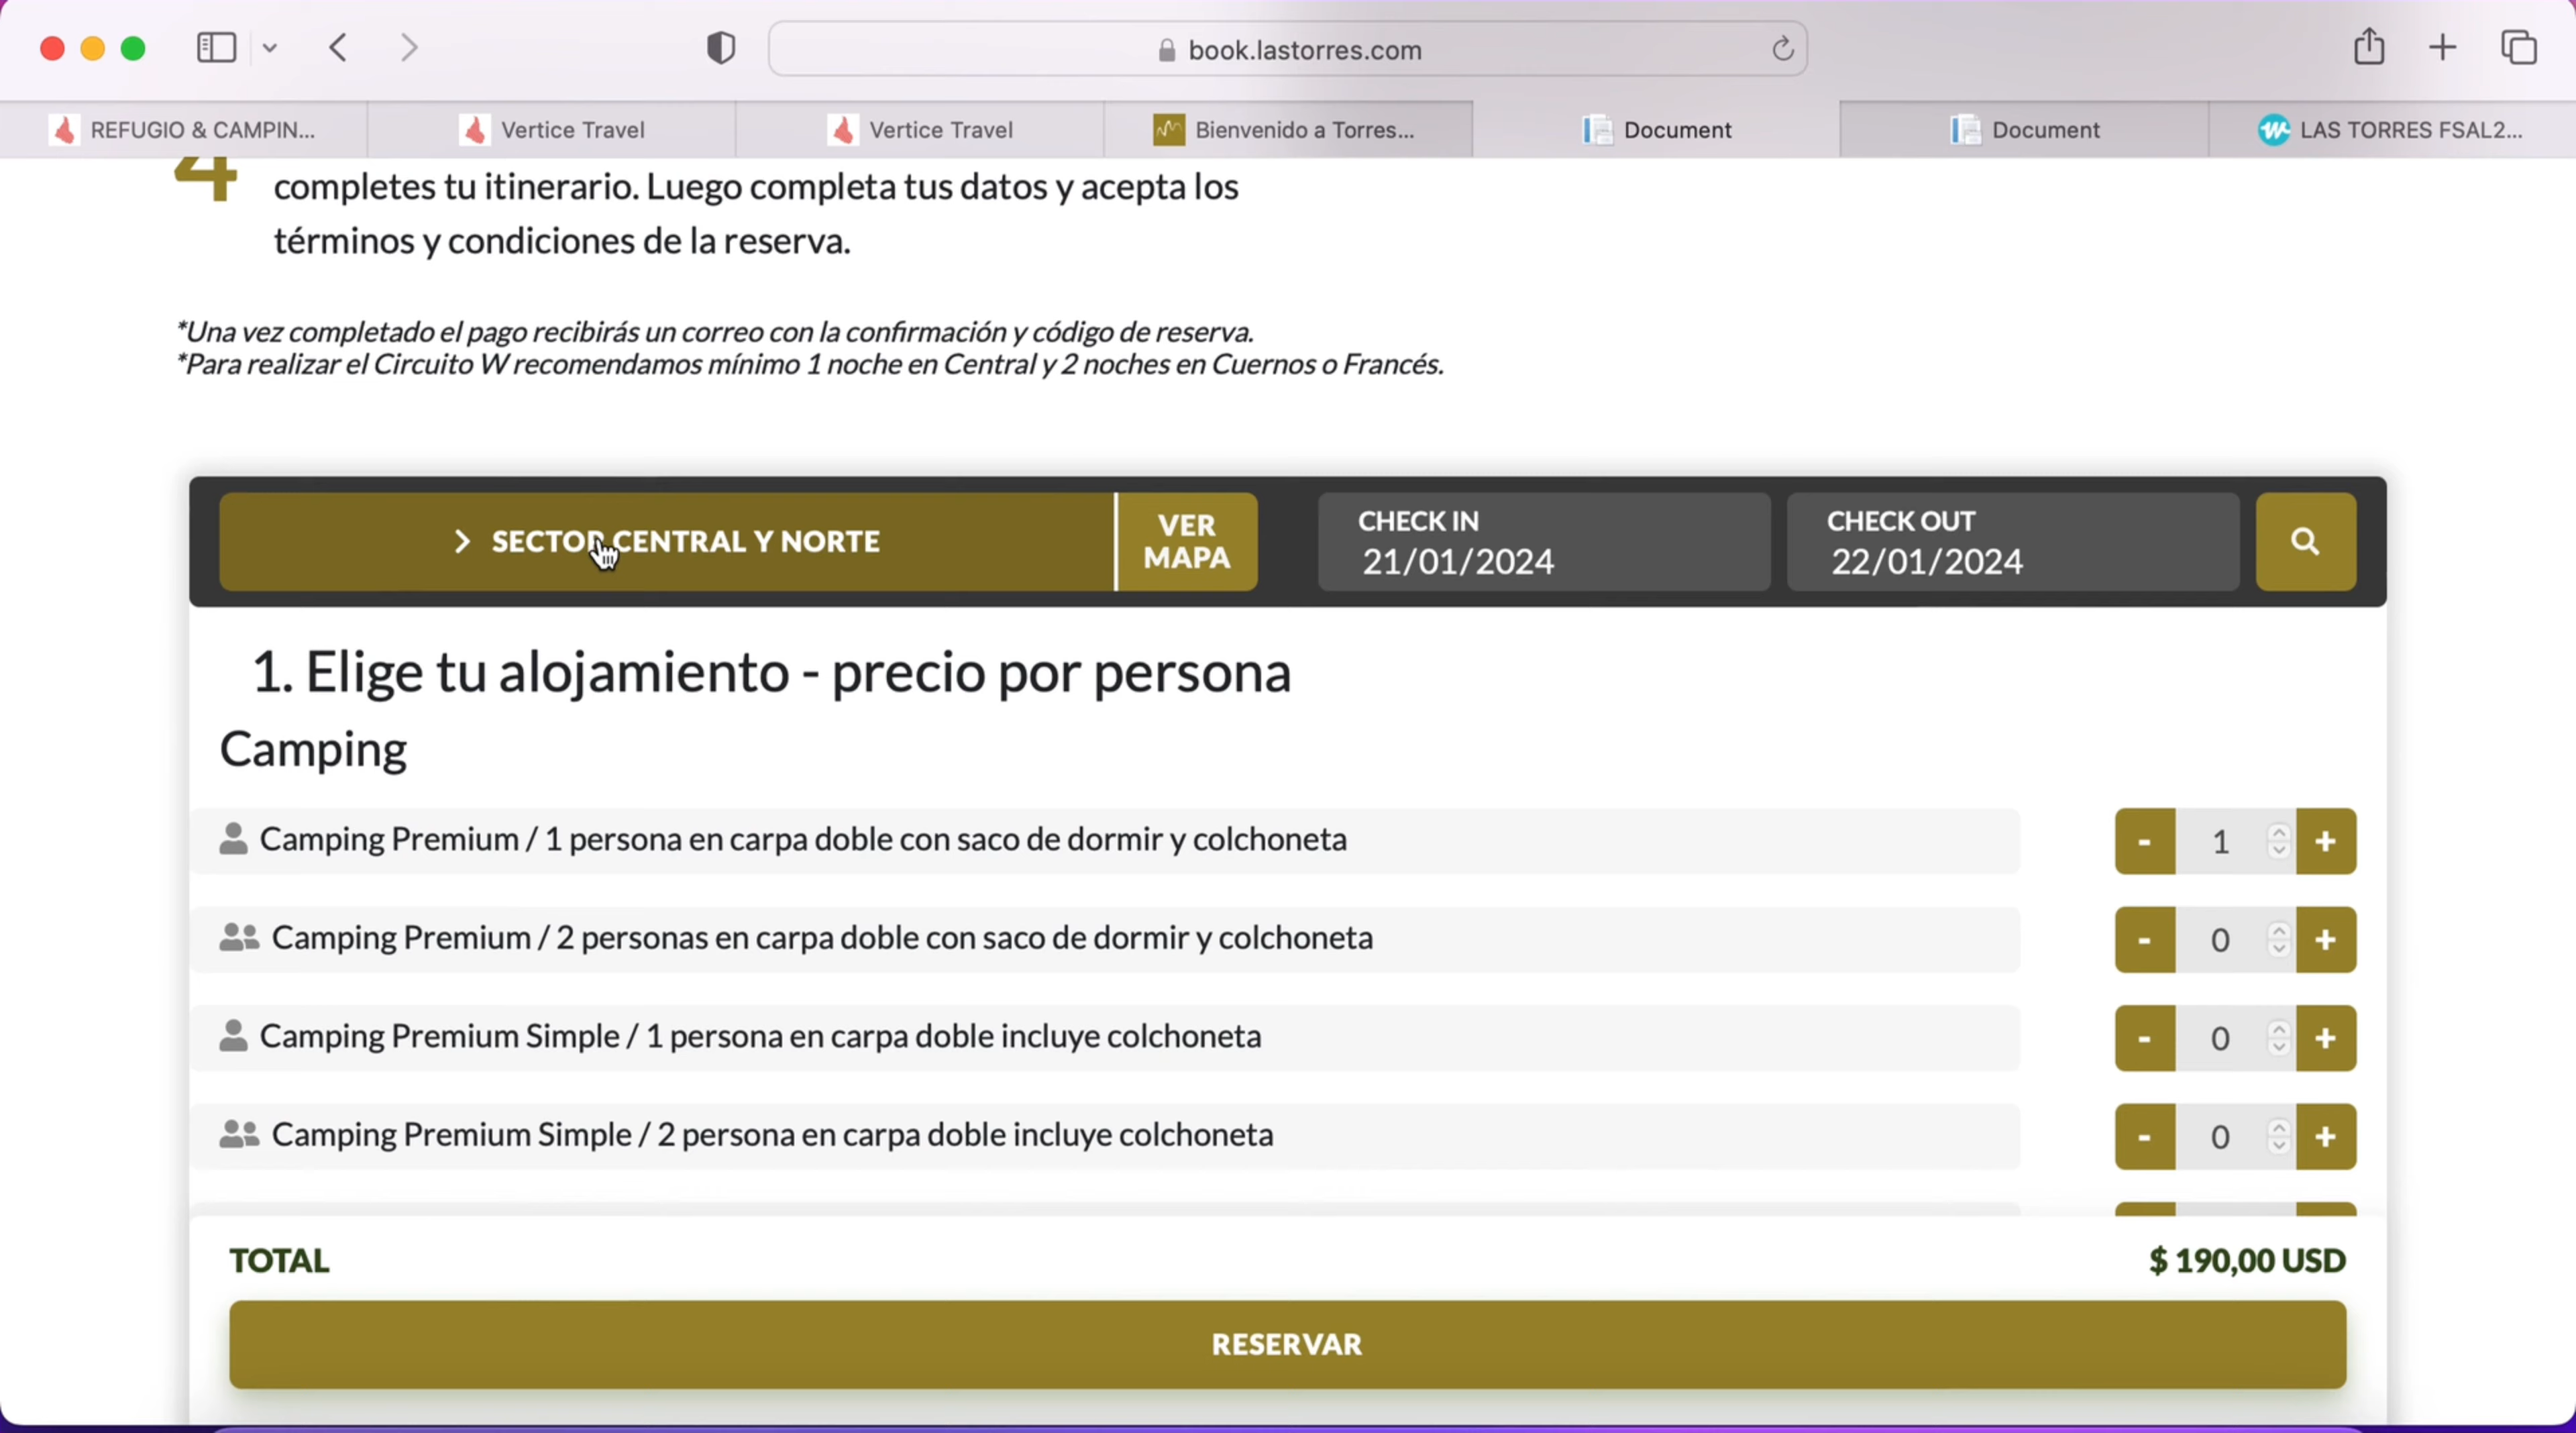 book.lastorres.com
REFUGIO & CAMPIN...
Vertice Travel
Vertice Travel
Bienvenido a Torres...
Document
Document
LAS TORRES FSAL2...
4
completes tu itinerario. Luego completa tus datos y acepta los
términos y condiciones de la reserva.
*Una vez completado el pago recibirás un correo con la confirmación y código de reserva.
*Para realizar el Circuito W recomendamos mínimo 1 noche en Central y 2 noches en Cuernos o Francés.
SECTOR CENTRAL Y NORTE
VER
MAPA
CHECK IN
21/01/2024
CHECK OUT
22/01/2024
1. Elige tu alojamiento - precio por persona
Camping
Camping Premium / 1 persona en carpa doble con saco de dormir y colchoneta
- 1 +
Camping Premium / 2 personas en carpa doble con saco de dormir y colchoneta
- 0 +
Camping Premium Simple / 1 persona en carpa doble incluye colchoneta
- 0 +
Camping Premium Simple / 2 persona en carpa doble incluye colchoneta
- 0 +
TOTAL
$ 190,00 USD
RESERVAR